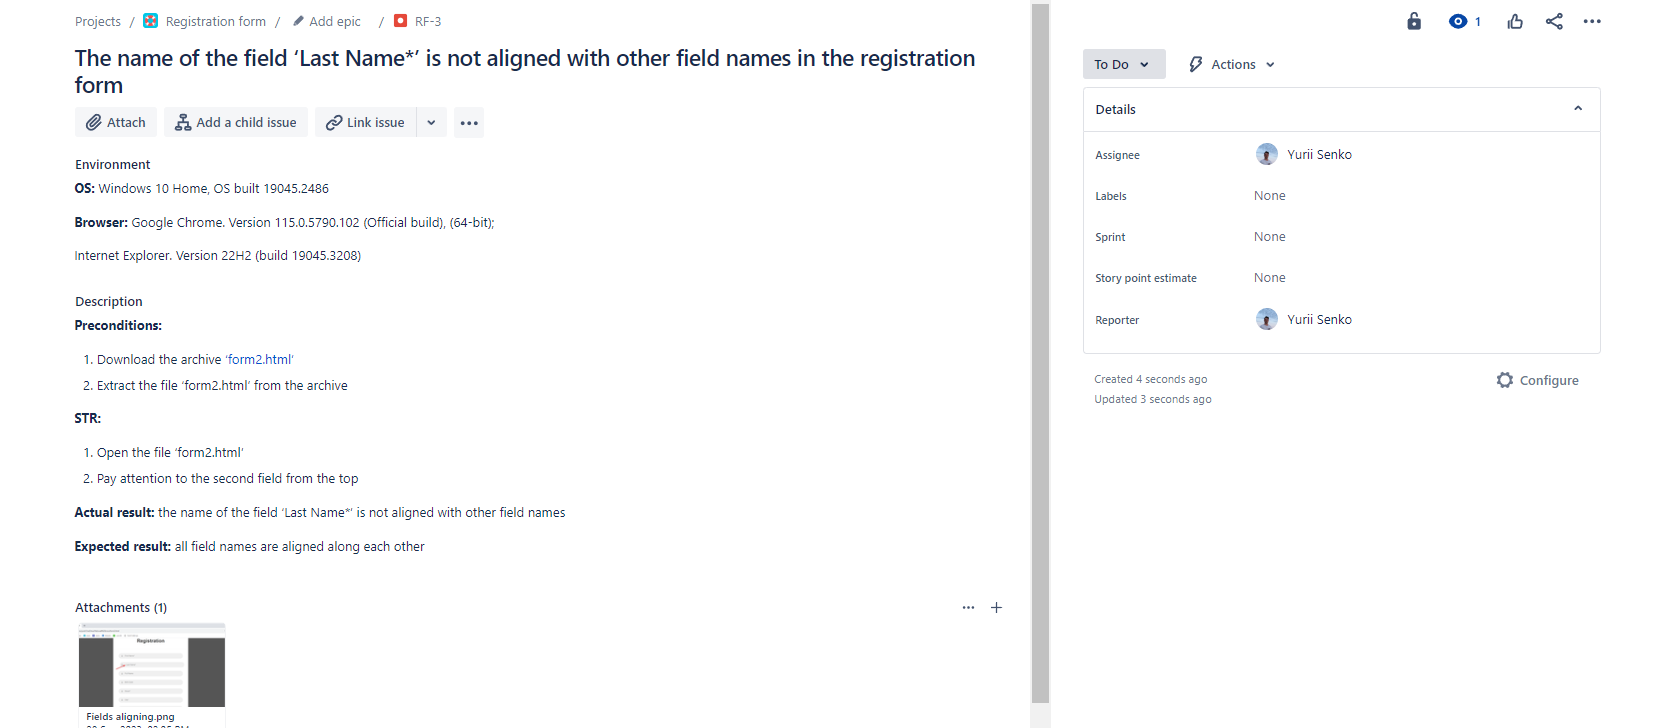 Projects / Registration form / Add epic / RF-3
1
The name of the field ‘Last Name*’ is not aligned with other field names in the registration
form
To Do
Actions
Attach
Add a child issue
Link issue
Details
Environment
OS: Windows 10 Home, OS built 19045.2486
Browser: Google Chrome. Version 115.0.5790.102 (Official build), (64-bit);
Internet Explorer. Version 22H2 (build 19045.3208)
Description
Preconditions:
1. Download the archive ‘form2.html’
2. Extract the file ‘form2.html’ from the archive
STR:
1. Open the file ‘form2.html’
2. Pay attention to the second field from the top
Actual result: the name of the field ‘Last Name*’ is not aligned with other field names
Expected result: all field names are aligned along each other
Attachments (1)
Registration
Fields aligning.png
Assignee Yurii Senko
Labels None
Sprint None
Story point estimate None
Reporter Yurii Senko
Created 4 seconds ago
Updated 3 seconds ago
Configure